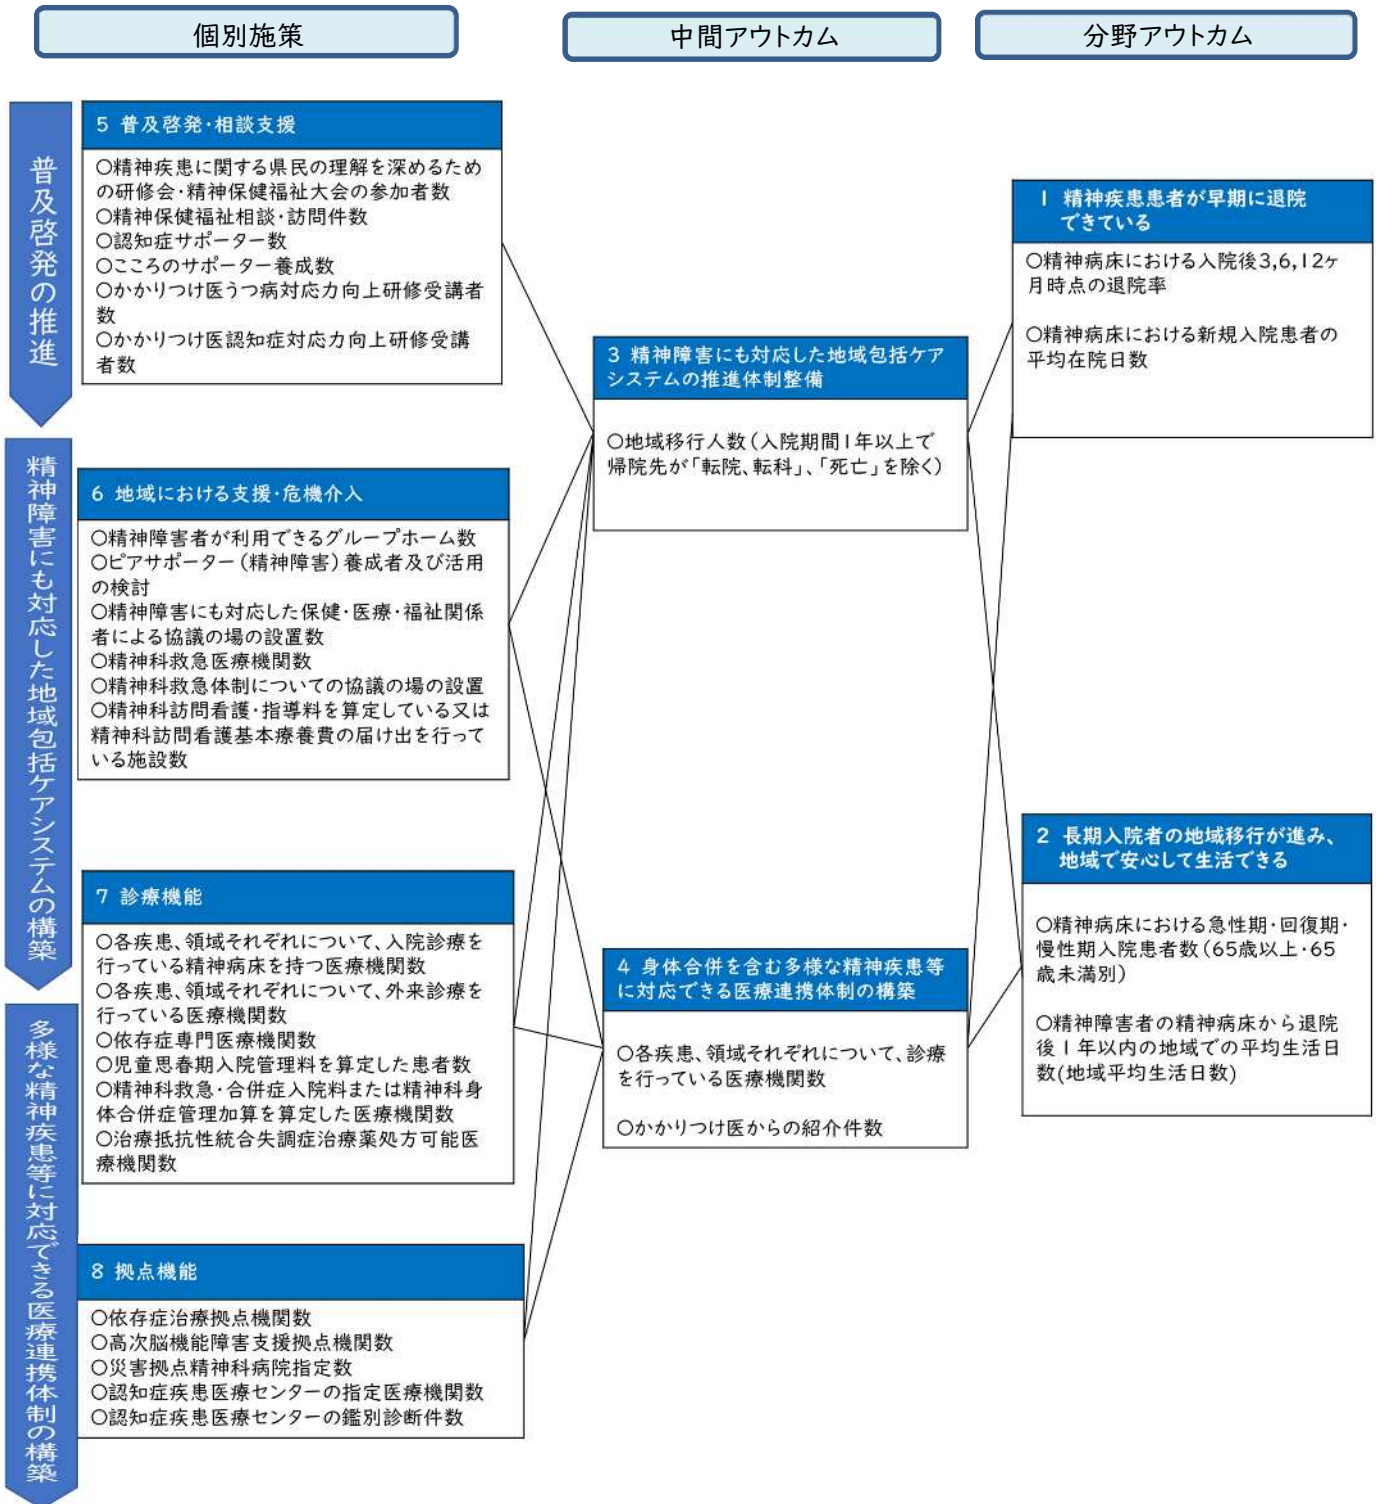 個別施策
中間アウトカム
分野アウトカム
普及啓発の推進
5 普及啓発・相談支援
〇精神疾患に関する県民の理解を深めるため
の研修会・精神保健福祉大会の参加者数
〇精神保健福祉相談・訪問件数
〇認知症サポーター数
〇こころのサポーター養成数
〇かかりつけ医うつ病対応力向上研修受講者
数
〇かかりつけ医認知症対応力向上研修受講
者数
精神障害にも対応した地域包括ケアシステムの構築
6 地域における支援・危機介入
〇精神障害者が利用できるグループホーム数
〇ピアサポーター(精神障害)養成者及び活用
の検討
〇精神障害にも対応した保健・医療・福祉関係
者による協議の場の設置数
〇精神科救急医療機関数
〇精神科救急体制についての協議の場の設置
〇精神科訪問看護・指導料を算定している又は
精神科訪問看護基本療養費の届け出を行って
いる施設数
7 診療機能
〇各疾患、領域それぞれについて、入院診療を
行っている精神病床を持つ医療機関数
〇各疾患、領域それぞれについて、外来診療を
行っている医療機関数
〇依存症専門医療機関数
〇児童思春期入院管理料を算定した患者数
〇精神科救急・合併症入院料または精神科身
体合併症管理加算を算定した医療機関数
〇治療抵抗性統合失調症治療薬処方可能医
療機関数
多様な精神疾患等に対応できる医療連携体制の構築
8 拠点機能
〇依存症治療拠点機関数
〇高次脳機能障害支援拠点機関数
〇災害拠点精神科病院指定数
〇認知症疾患医療センターの指定医療機関数
〇認知症疾患医療センターの鑑別診断件数
3 精神障害にも対応した地域包括ケア
システムの推進体制整備
〇地域移行人数(入院期間1年以上で
帰院先が「転院、転科」、「死亡」を除く)
4 身体合併を含む多様な精神疾患等
に対応できる医療連携体制の構築
〇各疾患、領域それぞれについて、診療
を行っている医療機関数
〇かかりつけ医からの紹介件数
1 精神疾患患者が早期に退院
できている
〇精神病床における入院後3,6,12ケ
月時点の退院率
〇精神病床における新規入院患者の
平均在院日数
2 長期入院者の地域移行が進み、
地域で安心して生活できる
〇精神病床における急性期・回復期・
慢性期入院患者数(65歳以上・65
歳未満別)
〇精神障害者の精神病床から退院
後1年以内の地域での平均生活日
数(地域平均生活日数)